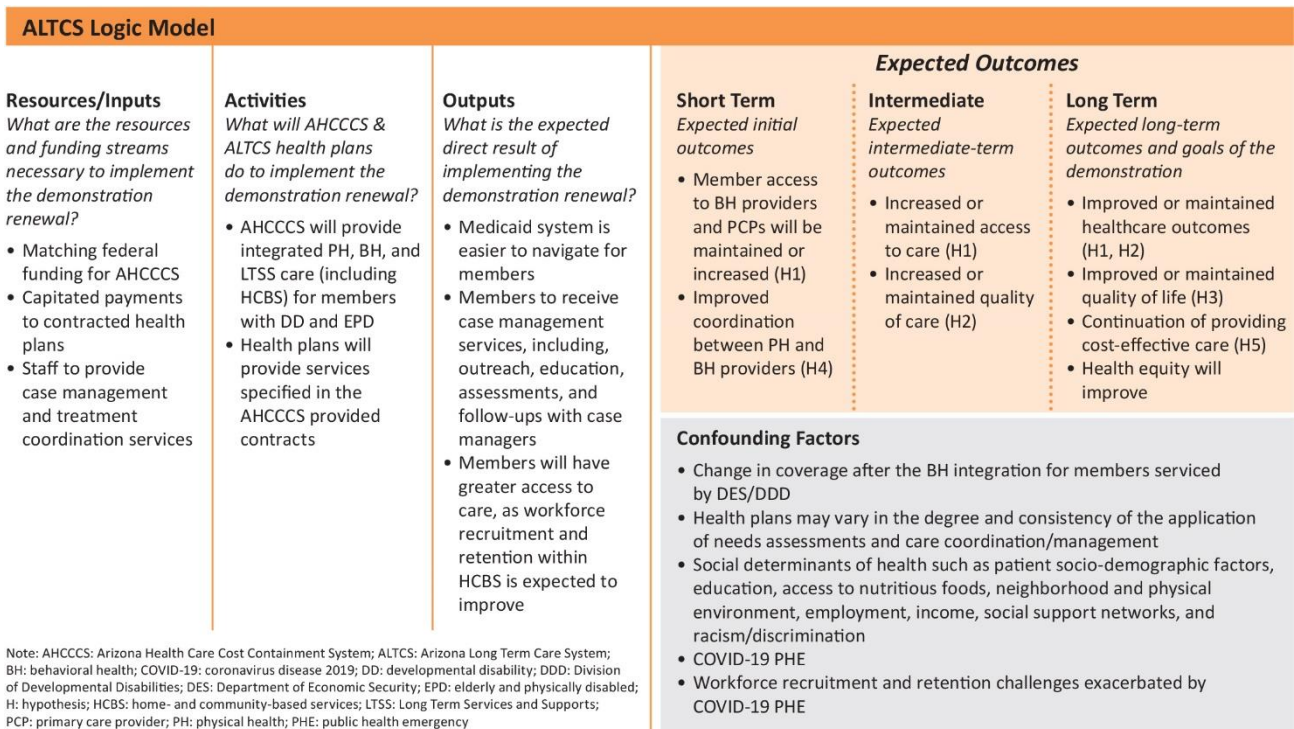 ALTCS Logic Model
Resources/Inputs
What are the resources
and funding streams
necessary to implement
the demonstration
renewal?
• Matching federal
funding for AHCCCS
• Capitated payments
to contracted health
plans
• Staff to provide
case management
and treatment
coordination services
Activities
What will AHCCCS &
ALTCS health plans
do to implement the
demonstration renewal?
• AHCCCS will provide
integrated PH, BH, and
LTSS care (including
HCBS) for members
with DD and EPD
• Health plans will
provide services
specified in the
AHCCCS provided
contracts
Outputs
What is the expected
direct result of
implementing the
demonstration renewal?
• Medicaid system is
easier to navigate for
members
• Members to receive
case management
services, including,
outreach, education,
assessments, and
follow-ups with case
managers
• Members will have
greater access to
care, as workforce
recruitment and
retention within
HCBS is expected to
improve
Expected Outcomes
Short Term
Expected initial
outcomes
• Member access
to BH providers
and PCPs will be
maintained or
increased (H1)
• Improved
coordination
between PH and
BH providers (H4)
Intermediate
Expected
intermediate-term
outcomes
• Increased or
maintained access
to care (H1)
• Increased or
maintained quality
of care (H2)
Long Term
Expected long-term
outcomes and goals of the
demonstration
• Improved or maintained
healthcare outcomes
(H1, H2)
• Improved or maintained
quality of life (H3)
• Continuation of providing
cost-effective care (H5)
• Health equity will
improve
Confounding Factors
• Change in coverage after the BH integration for members serviced
by DES/DDD
• Health plans may vary in the degree and consistency of the application
of needs assessments and care coordination/management
• Social determinants of health such as patient socio-demographic factors,
education, access to nutritious foods, neighborhood and physical
environment, employment, income, social support networks, and
racism/discrimination
• COVID-19 PHE
• Workforce recruitment and retention challenges exacerbated by
COVID-19 PHE
Note: AHCCCS: Arizona Health Care Cost Containment System; ALTCS: Arizona Long Term Care System;
BH: behavioral health; COVID-19: coronavirus disease 2019; DD: developmental disability; DDD: Division
of Developmental Disabilities; DES: Department of Economic Security; EPD: elderly and physically disabled;
H: hypothesis; HCBS: home- and community-based services; LTSS: Long Term Services and Supports;
PCP: primary care provider; PH: physical health; PHE: public health emergency